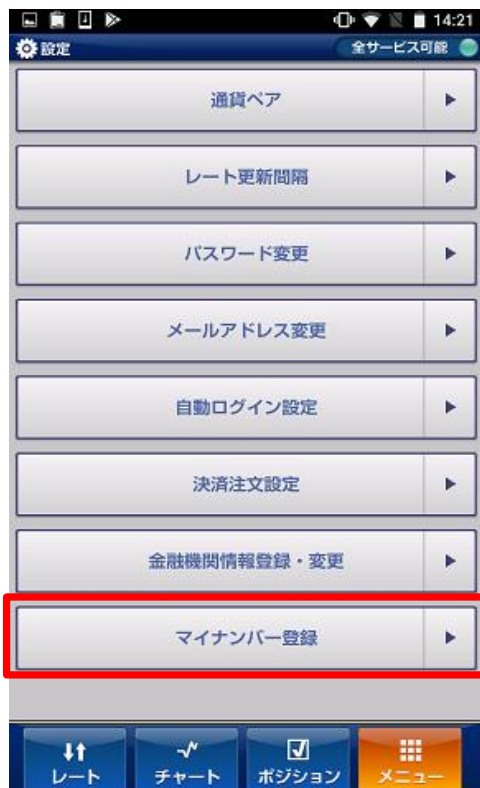 14:21
設定
全サービス可能
通貨ペア
レート更新間隔
パスワード変更
メールアドレス変更
自動ログイン設定
決済注文設定
金融機関情報登録・変更
マイナンバー登録
レート
チャート
ポジション
メニュー